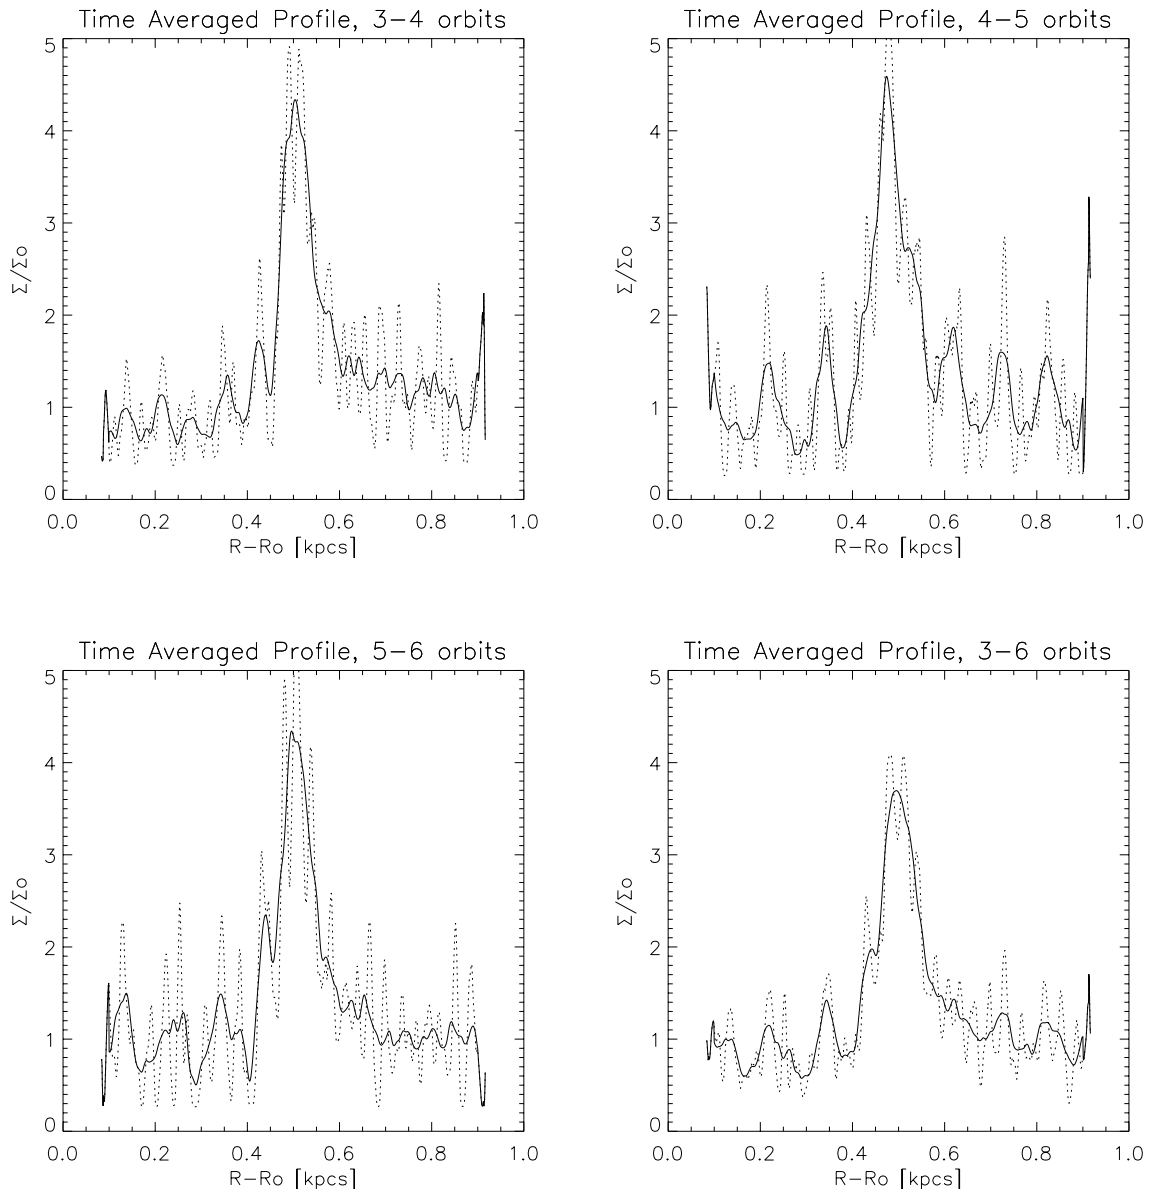 Time Averaged Profile, 3-4 orbits
5
4
3
2
1
0
Σ/Σo
0.0 0.2 0.4 0.6 0.8 1.0
R-Ro [kpcs]
Time Averaged Profile, 4-5 orbits
5
4
3
2
1
0
Σ/Σo
0.0 0.2 0.4 0.6 0.8 1.0
R-Ro [kpcs]
Time Averaged Profile, 5-6 orbits
5
4
3
2
1
0
Σ/Σo
0.0 0.2 0.4 0.6 0.8 1.0
R-Ro [kpcs]
Time Averaged Profile, 3-6 orbits
5
4
3
2
1
0
Σ/Σo
0.0 0.2 0.4 0.6 0.8 1.0
R-Ro [kpcs]